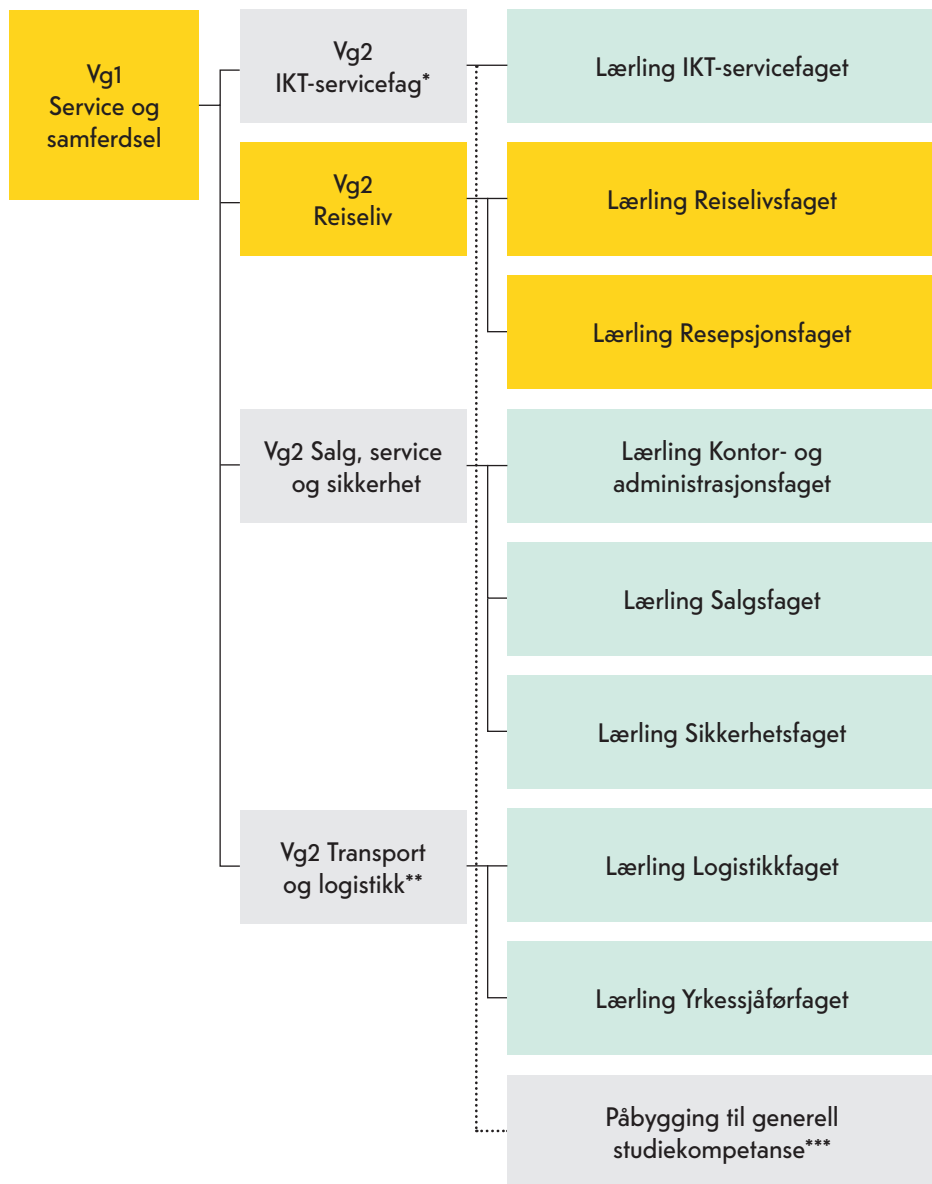 Vg1
Service og
samferdsel
Vg2
IKT-servicefag*
Lærling IKT-servicefaget
Vg2
Reiseliv
Lærling Reiselivsfaget
Lærling Resepsjonsfaget
Vg2 Salg, service
og sikkerhet
Lærling Kontor- og
administrasjonsfaget
Lærling Salgsfaget
Lærling Sikkerhetsfaget
Vg2 Transport
og logistikk**
Lærling Logistikkfaget
Lærling Yrkessjåførfaget
Påbygging til generell
studiekompetanse***